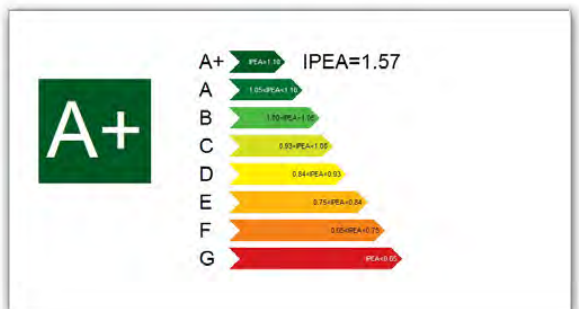 A+
A+ IPEA>1.10 IPEA=1.57
A 1.05<IPEA<1.10
B 1.00<IPEA<1.05
C 0.93<IPEA<1.00
D 0.84<IPEA<0.93
E 0.75<IPEA<0.84
F 0.65<IPEA<0.75
G IPEA<0.65